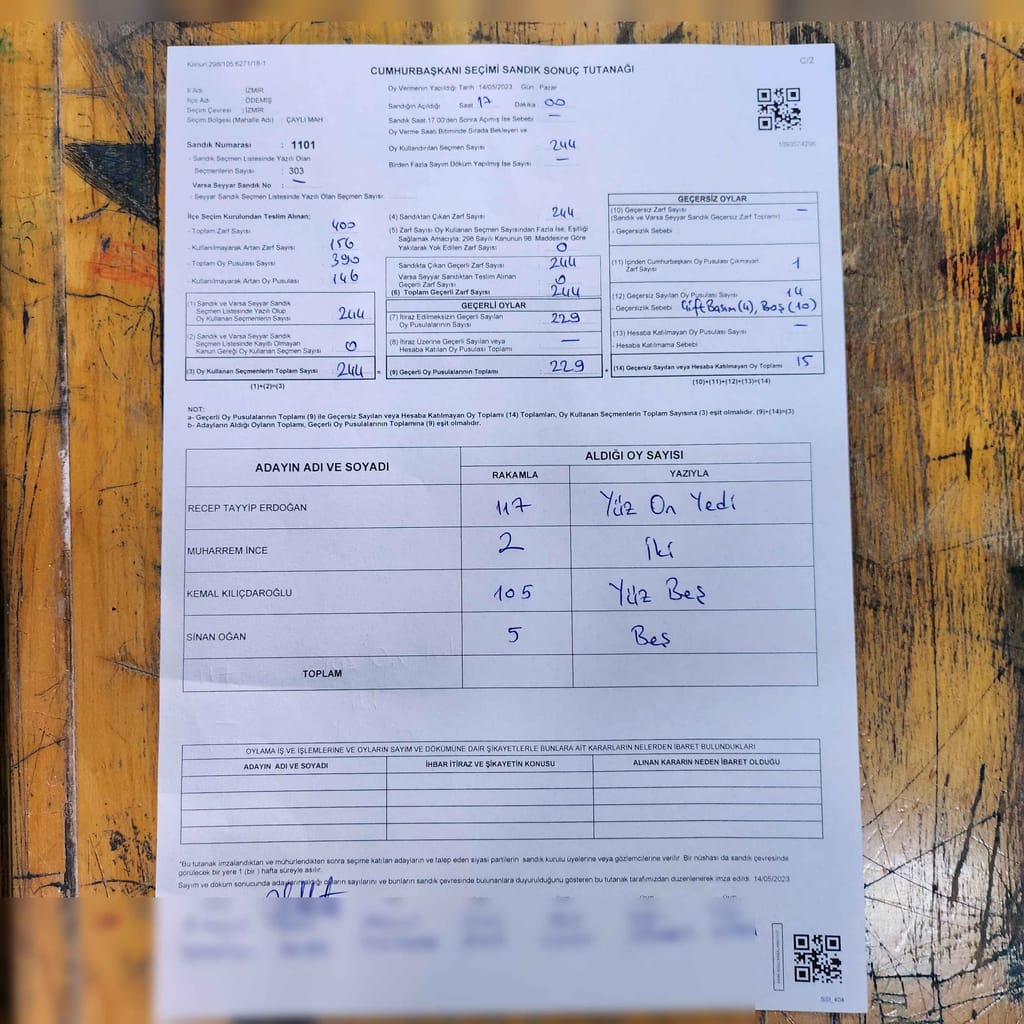 Kanun:298/105:6271/18-1
C/2
CUMHURBAŞKANI SEÇİMİ SANDIK SONUÇ TUTANAĞI
İl Adı : İZMİR
İlçe Adı : ÖDEMİŞ
Seçim Çevresi : İZMİR
Seçim Bölgesi (Mahalle Adı) : ÇAYLI MAH
Sandık Numarası : 1101
- Sandık Seçmen Listesinde Yazılı Olan
Seçmenlerin Sayısı : 303
Varsa Seyyar Sandık No : —
- Seyyar Sandık Seçmen Listesinde Yazılı Olan Seçmen Sayısı
Oy Vermenin Yapıldığı Tarih 14/05/2023 Gün Pazar
Sandığın Açıldığı Saat 17 Dakika 00
Sandık Saat 17.00'den Sonra Açımış İse Sebebi —
Oy Verme Saati Bitiminde Sırada Bekleyen ve
Oy Kullandırılan Seçmen Sayısı 244
Birden Fazla Sayım Döküm Yapılmış İse Sayısı —
İlçe Seçim Kurulundan Teslim Alınan;
- Toplam Zarf Sayısı 400
- Kullanılmayarak Artan Zarf Sayısı 156
- Toplam Oy Pusulası Sayısı 390
- Kullanılmayarak Artan Oy Pusulası 146
(1) Sandık ve Varsa Seyyar Sandık
Seçmen Listesinde Yazılı Olup
Oy Kullanan Seçmenlerin Sayısı 244
(2) Sandık ve Varsa Seyyar Sandık
Seçmen Listesinde Kayıtlı Olmayan
Kanun Gereği Oy Kullanan Seçmen Sayısı 0
(3) Oy Kullanan Seçmenlerin Toplam Sayısı 244 =
(1)+(2)=(3)
(4) Sandıktan Çıkan Zarf Sayısı 244
(5) Zarf Sayısı Oy Kullanan Seçmen Sayısından Fazla İse, Eşitliği
Sağlamak Amacıyla; 298 Sayılı Kanunun 98. Maddesine Göre
Yakılarak Yok Edilen Zarf Sayısı 0
Sandıkta Çıkan Geçerli Zarf Sayısı 244
Varsa Seyyar Sandıktan Teslim Alınan
Geçerli Zarf Sayısı 0
(6) Toplam Geçerli Zarf Sayısı 244
GEÇERLİ OYLAR
(7) İtiraz Edilmeksizin Geçerli Sayılan
Oy Pusulalarının Sayısı 229
(8) İtiraz Üzerine Geçerli Sayılan veya
Hesaba Katılan Oy Pusulası Toplamı —
(9) Geçerli Oy Pusulalarının Toplamı 229 +
GEÇERSİZ OYLAR
(10) Geçersiz Zarf Sayısı —
(Sandık ve Varsa Seyyar Sandık Geçersiz Zarf Toplamı)
- Geçersizlik Sebebi
(11) İçinden Cumhurbaşkanı Oy Pusulası Çıkmayan
Zarf Sayısı 1
(12) Geçersiz Sayılan Oy Pusulası Sayısı 14
- Geçersizlik Sebebi Çift Basım (4), Boş (10)
(13) Hesaba Katılmayan Oy Pusulası Sayısı —
- Hesaba Katılmama Sebebi
(14) Geçersiz Sayılan veya Hesaba Katılmayan Oy Toplamı 15
(10)+(11)+(12)+(13)=(14)
NOT:
a- Geçerli Oy Pusulalarının Toplamı (9) ile Geçersiz Sayılan veya Hesaba Katılmayan Oy Toplamı (14) Toplamları, Oy Kullanan Seçmenlerin Toplam Sayısına (3) eşit olmalıdır. (9)+(14)=(3)
b- Adayların Aldığı Oyların Toplamı, Geçerli Oy Pusulalarının Toplamına (9) eşit olmalıdır.
ADAYIN ADI VE SOYADI ALDIĞI OY SAYISI
RAKAMLA YAZIYLA
RECEP TAYYİP ERDOĞAN 117 Yüz On Yedi
MUHARREM İNCE 2 İki
KEMAL KILIÇDAROĞLU 105 Yüz Beş
SİNAN OĞAN 5 Beş
TOPLAM
OYLAMA İŞ VE İŞLEMLERİNE VE OYLARIN SAYIM VE DÖKÜMÜNE DAİR ŞİKAYETLERLE BUNLARA AİT KARARLARIN NELERDEN İBARET BULUNDUKLARI
ADAYIN ADI VE SOYADI İHBAR İTİRAZ VE ŞİKAYETİN KONUSU ALINAN KARARIN NEDEN İBARET OLDUĞU
*Bu tutanak imzalandıktan ve mühürlendikten sonra seçime katılan adayların ve talep eden siyasi partilerin sandık kurulu üyelerine veya gözlemcilerine verilir. Bir nüshası da sandık çevresinde
görülecek bir yere 1 (bir) hafta süreyle asılır.
Sayım ve döküm sonucunda adayların aldığı oyların sayılarını ve bunların sandık çevresinde bulunanlara duyurulduğunu gösteren bu tutanak tarafımızdan düzenlenerek imza edildi. 14/05/2023